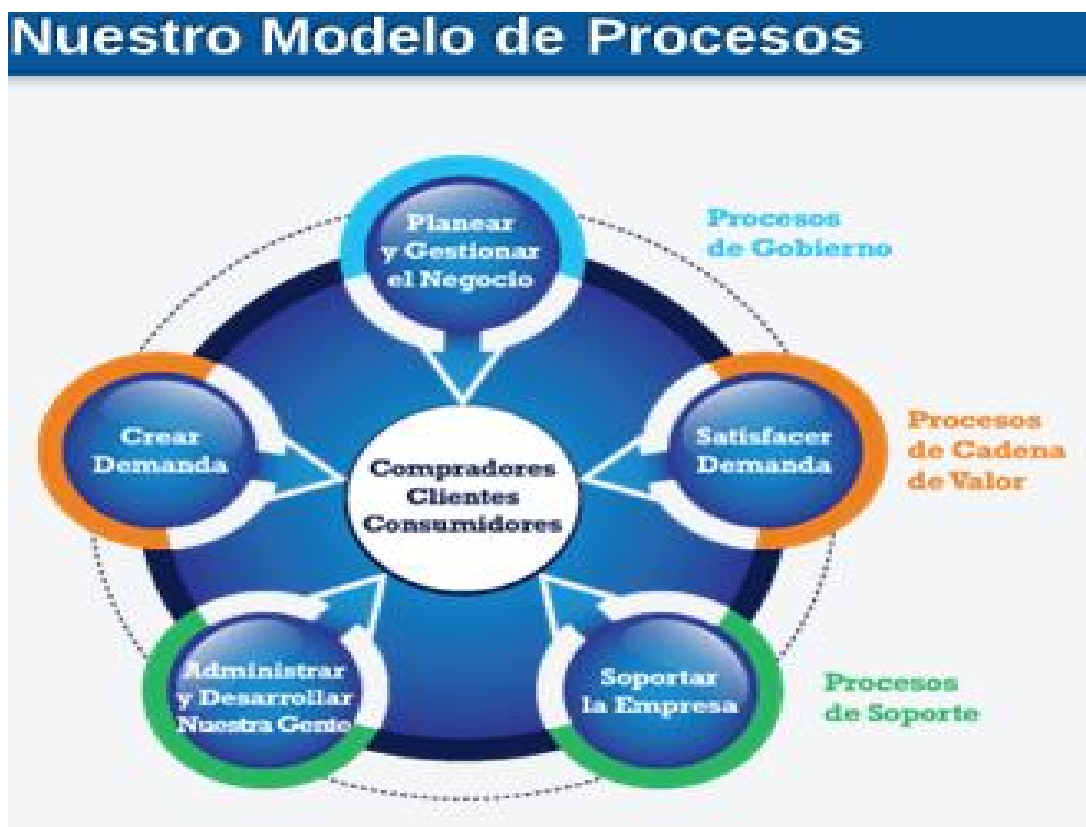 Nuestro Modelo de Procesos
Planear
y Gestionar
el Negocio
Procesos
de Gobierno
Crear
Demanda
Satisfacer
Demanda
Procesos
de Cadena
de Valor
Compradores
Clientes
Consumidores
Administrar
y Desarrollar
Nuestra Gente
Soportar
la Empresa
Procesos
de Soporte